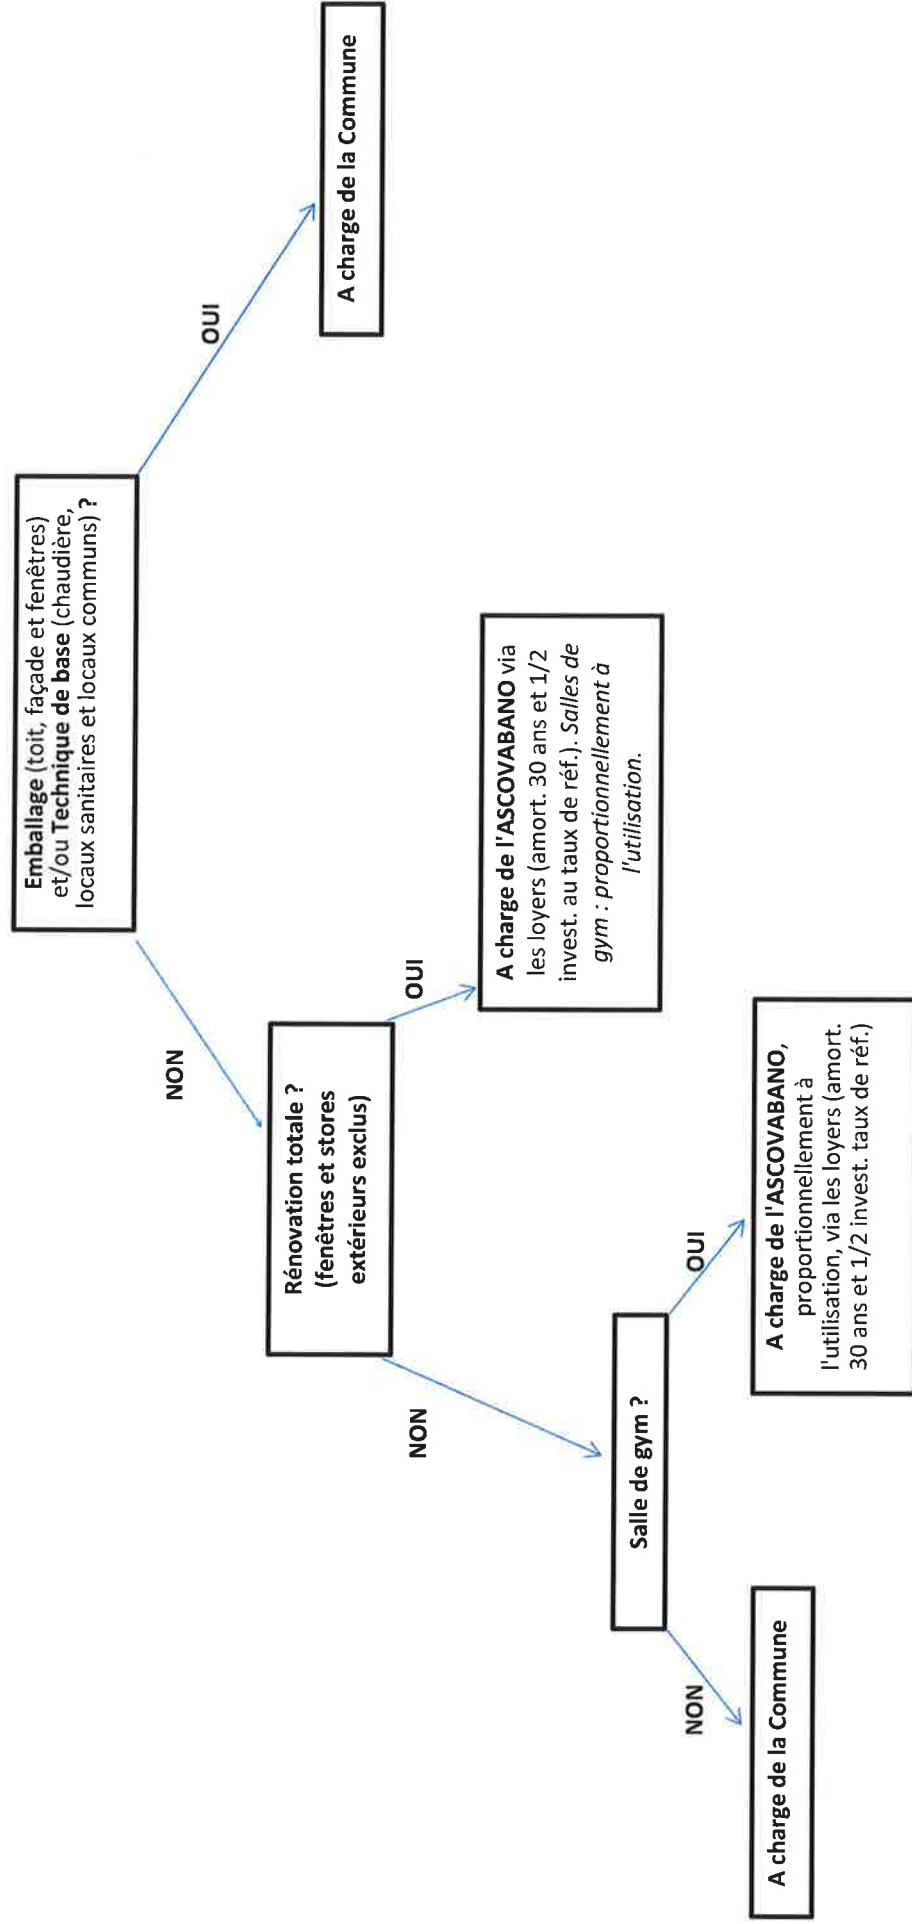 Emballage (toit, façade et fenêtres)
et/ou Technique de base (chaudière,
locaux sanitaires et locaux communs) ?
NON
OUI
Rénovation totale ?
(fenêtres et stores
extérieurs exclus)
A charge de la Commune
NON
OUI
A charge de l'ASCOVABANO via
les loyers (amort. 30 ans et 1/2
invest. au taux de réf.). Salles de
gym : proportionnellement à
l'utilisation.
Salle de gym ?
NON
OUI
A charge de la Commune
A charge de l'ASCOVABANO,
proportionnellement à
l'utilisation, via les loyers (amort.
30 ans et 1/2 invest. taux de réf.)